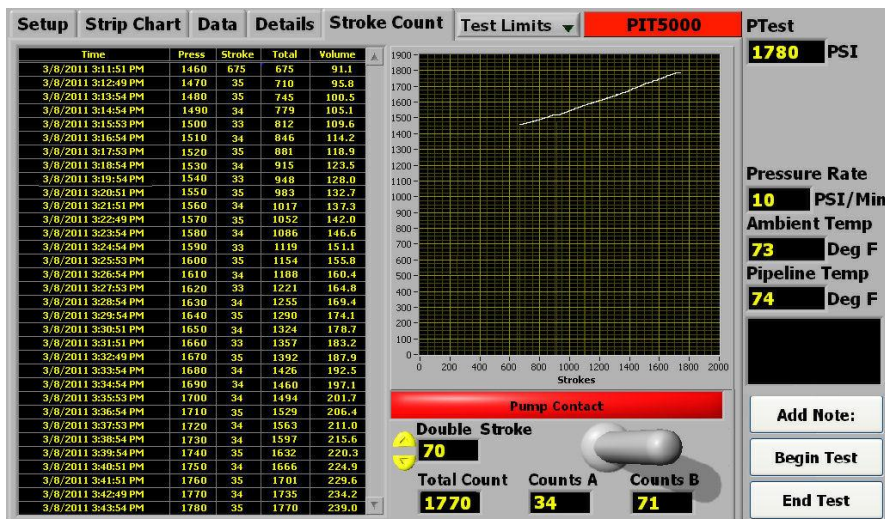 Setup Strip Chart Data Details Stroke Count Test Limits PIT5000 PTest
1780 PSI
Time Press Stroke Total Volume
3/8/2011 3:11:51 PM 1460 675 675 91.1
3/8/2011 3:12:49 PM 1470 35 710 95.8
3/8/2011 3:13:54 PM 1480 35 745 100.5
3/8/2011 3:14:54 PM 1490 34 779 105.1
3/8/2011 3:15:53 PM 1500 33 812 109.6
3/8/2011 3:16:54 PM 1510 34 846 114.2
3/8/2011 3:17:53 PM 1520 35 881 118.9
3/8/2011 3:18:54 PM 1530 34 915 123.5
3/8/2011 3:19:54 PM 1540 33 948 128.0
3/8/2011 3:20:51 PM 1550 35 983 132.7
3/8/2011 3:21:51 PM 1560 34 1017 137.3
3/8/2011 3:22:49 PM 1570 35 1052 142.0
3/8/2011 3:23:54 PM 1580 34 1086 146.6
3/8/2011 3:24:54 PM 1590 33 1119 151.1
3/8/2011 3:25:53 PM 1600 35 1154 155.8
3/8/2011 3:26:54 PM 1610 34 1188 160.4
3/8/2011 3:27:53 PM 1620 33 1221 164.8
3/8/2011 3:28:54 PM 1630 34 1255 169.4
3/8/2011 3:29:54 PM 1640 35 1290 174.1
3/8/2011 3:30:51 PM 1650 34 1324 178.7
3/8/2011 3:31:51 PM 1660 33 1357 183.2
3/8/2011 3:32:49 PM 1670 35 1392 187.9
3/8/2011 3:33:54 PM 1680 34 1426 192.5
3/8/2011 3:34:54 PM 1690 34 1460 197.1
3/8/2011 3:35:53 PM 1700 34 1494 201.7
3/8/2011 3:36:54 PM 1710 35 1529 206.4
3/8/2011 3:37:53 PM 1720 34 1563 211.0
3/8/2011 3:38:54 PM 1730 34 1597 215.6
3/8/2011 3:39:54 PM 1740 35 1632 220.3
3/8/2011 3:40:51 PM 1750 34 1666 224.9
3/8/2011 3:41:51 PM 1760 35 1701 229.6
3/8/2011 3:42:49 PM 1770 34 1735 234.2
3/8/2011 3:43:54 PM 1780 35 1770 239.0
1900
1800
1700
1600
1500
1400
1300
1200
1100
1000
900
800
700
600
500
400
300
200
100
0
0 200 400 600 800 1000 1200 1400 1600 1800 2000
Strokes
Pump Contact
Double Stroke
70
Total Count Counts A Counts B
1770 34 71
Pressure Rate
10 PSI/Min
Ambient Temp
73 Deg F
Pipeline Temp
74 Deg F
Add Note:
Begin Test
End Test